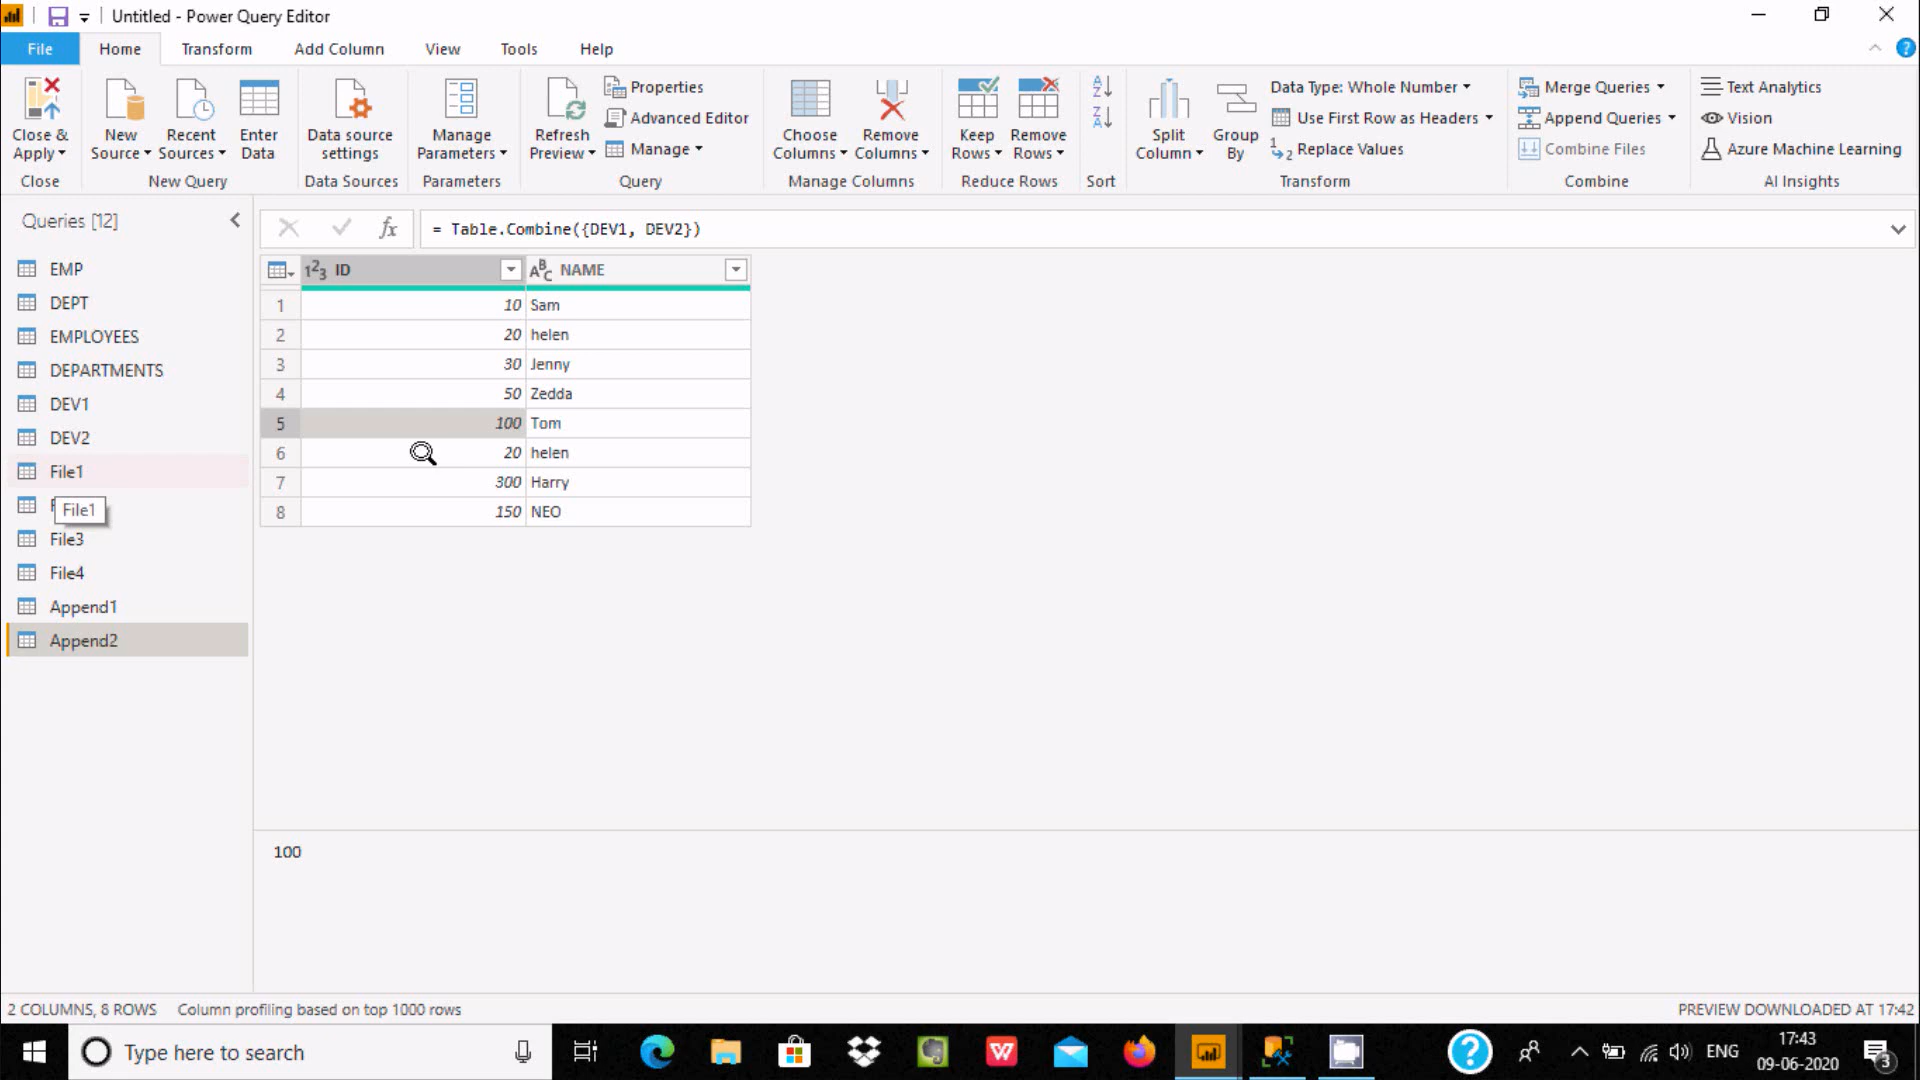 Untitled - Power Query Editor
File Home Transform Add Column View Tools Help
Close & Apply
New Source
Recent Sources
Enter Data
Data source settings
Manage Parameters
Refresh Preview
Properties
Advanced Editor
Manage
Choose Columns
Remove Columns
Keep Rows
Remove Rows
Split Column
Group By
Data Type: Whole Number
Use First Row as Headers
Replace Values
Merge Queries
Append Queries
Combine Files
Text Analytics
Vision
Azure Machine Learning
Close New Query Data Sources Parameters Query Manage Columns Reduce Rows Sort Transform Combine AI Insights
Queries [12]
= Table.Combine({DEV1, DEV2})
EMP
DEPT
EMPLOYEES
DEPARTMENTS
DEV1
DEV2
File1
File1
File3
File4
Append1
Append2
ID NAME
1 10 Sam
2 20 helen
3 30 Jenny
4 50 Zedda
5 100 Tom
6 20 helen
7 300 Harry
8 150 NEO
100
2 COLUMNS, 8 ROWS Column profiling based on top 1000 rows PREVIEW DOWNLOADED AT 17:42
Type here to search
ENG
17:43
09-06-2020
3